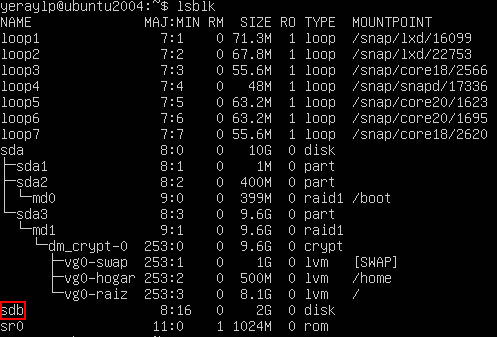 yeraylp@ubuntu2004:~$ lsblk
NAME MAJ:MIN RM SIZE RO TYPE MOUNTPOINT
loop1 7:1 0 71.3M 1 loop /snap/lxd/16099
loop2 7:2 0 67.8M 1 loop /snap/lxd/22753
loop3 7:3 0 55.6M 1 loop /snap/core18/2566
loop4 7:4 0 48M 1 loop /snap/snapd/17336
loop5 7:5 0 63.2M 1 loop /snap/core20/1623
loop6 7:6 0 63.2M 1 loop /snap/core20/1695
loop7 7:7 0 55.6M 1 loop /snap/core18/2620
sda 8:0 0 10G 0 disk
├─sda1 8:1 0 1M 0 part
├─sda2 8:2 0 400M 0 part
│ └─md0 9:0 0 399M 0 raid1 /boot
└─sda3 8:3 0 9.6G 0 part
└─md1 9:1 0 9.6G 0 raid1
└─dm_crypt-0 253:0 0 9.6G 0 crypt
├─vg0-swap 253:1 0 1G 0 lvm [SWAP]
├─vg0-hogar 253:2 0 500M 0 lvm /home
└─vg0-raiz 253:3 0 8.1G 0 lvm /
sdb 8:16 0 2G 0 disk
sr0 11:0 1 1024M 0 rom